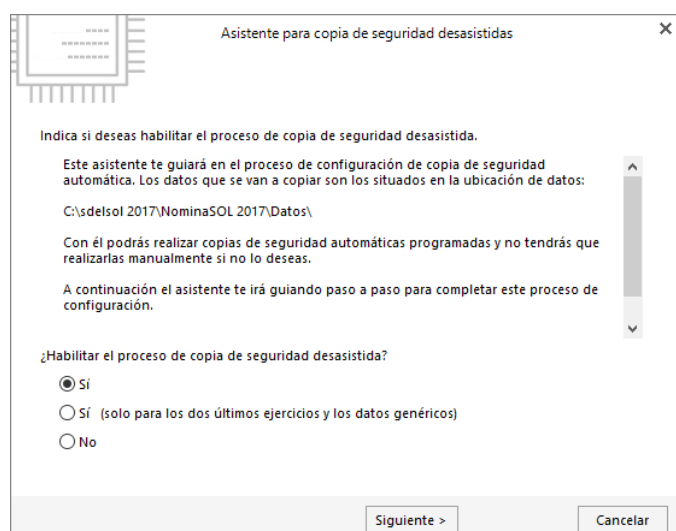 Asistente para copia de seguridad desasistidas
Indica si deseas habilitar el proceso de copia de seguridad desasistida.
Este asistente te guiará en el proceso de configuración de copia de seguridad
automática. Los datos que se van a copiar son los situados en la ubicación de datos:
C:\sdelsol 2017\NominaSOL 2017\Datos\
Con él podrás realizar copias de seguridad automáticas programadas y no tendrás que
realizarlas manualmente si no lo deseas.
A continuación el asistente te irá guiando paso a paso para completar este proceso de
configuración.
¿Habilitar el proceso de copia de seguridad desasistida?
Sí
Sí (solo para los dos últimos ejercicios y los datos genéricos)
No
Siguiente >
Cancelar